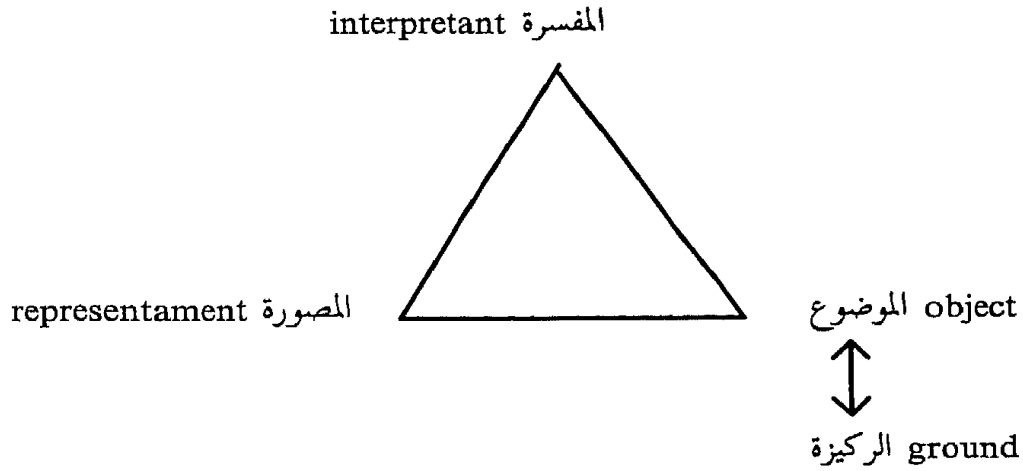 interpretant المفسرة
representament المصورة
الموضوع object
الركيزة ground